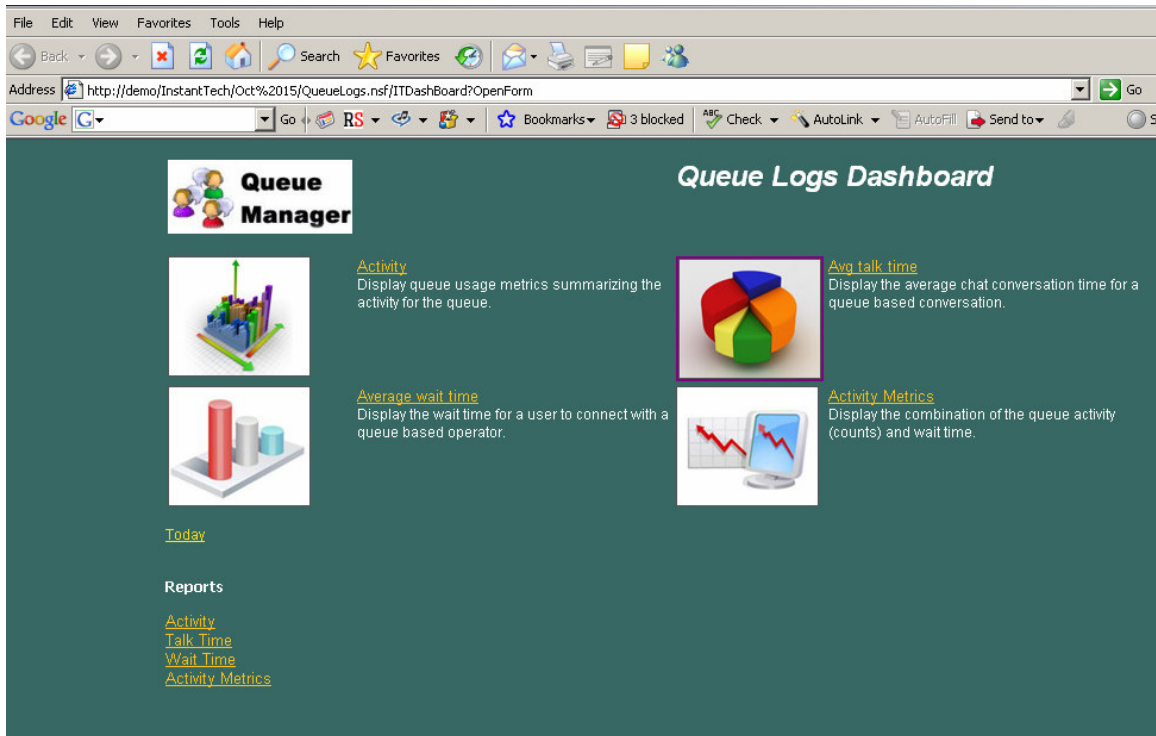 File Edit View Favorites Tools Help
Back Search Favorites
Address http://demo/InstantTech/Oct%2015/QueueLogs.nsf/ITDashBoard?OpenForm Go
Google G Go RS Bookmarks 3 blocked ABC Check AutoLink AutoFill Send to
Queue
Manager
Queue Logs Dashboard
Activity
Display queue usage metrics summarizing the
activity for the queue.
Avg talk time
Display the average chat conversation time for a
queue based conversation.
Average wait time
Display the wait time for a user to connect with a
queue based operator.
Activity Metrics
Display the combination of the queue activity
(counts) and wait time.
Today
Reports
Activity
Talk Time
Wait Time
Activity Metrics